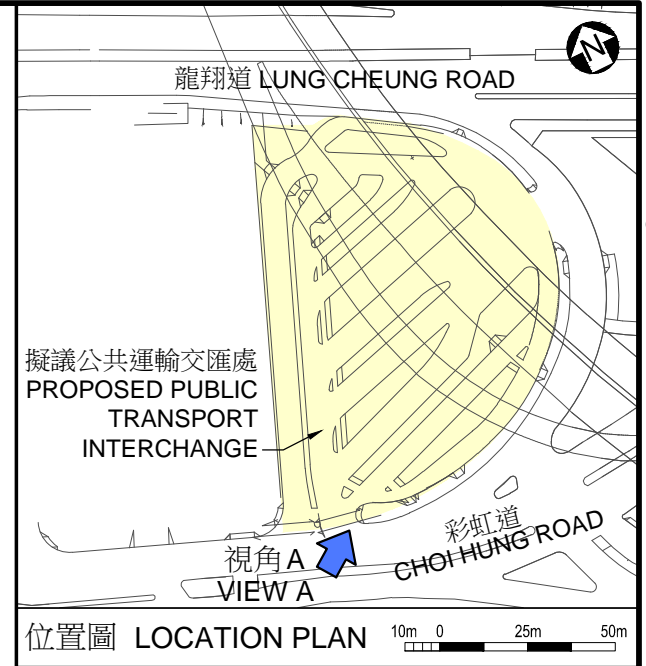 N
龍翔道 LUNG CHEUNG ROAD
擬議公共運輸交匯處
PROPOSED PUBLIC
TRANSPORT
INTERCHANGE
彩虹道
CHOI HUNG ROAD
視角A
VIEW A
位置圖 LOCATION PLAN
10m 0 25m 50m